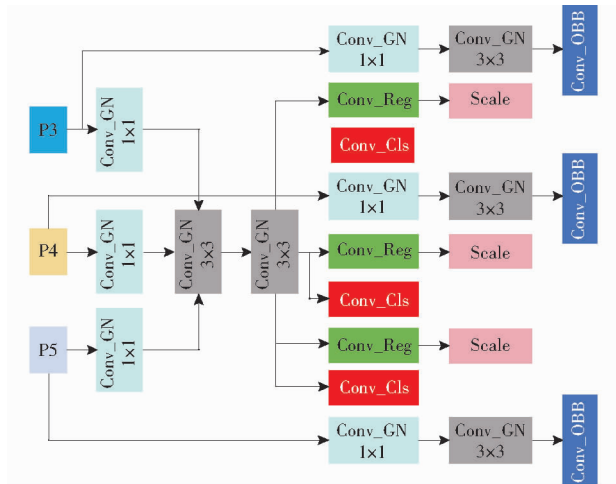 Conv_GN
1×1
Conv_GN
3×3
Conv_OBB
Conv_Reg
Scale
P3
Conv_GN
1×1
Conv_Cls
Conv_GN
1×1
Conv_GN
3×3
Conv_OBB
P4
Conv_GN
1×1
Conv_GN
3×3
Conv_GN
3×3
Conv_Reg
Scale
Conv_Cls
P5
Conv_GN
1×1
Conv_Reg
Scale
Conv_Cls
Conv_GN
1×1
Conv_GN
3×3
Conv_OBB